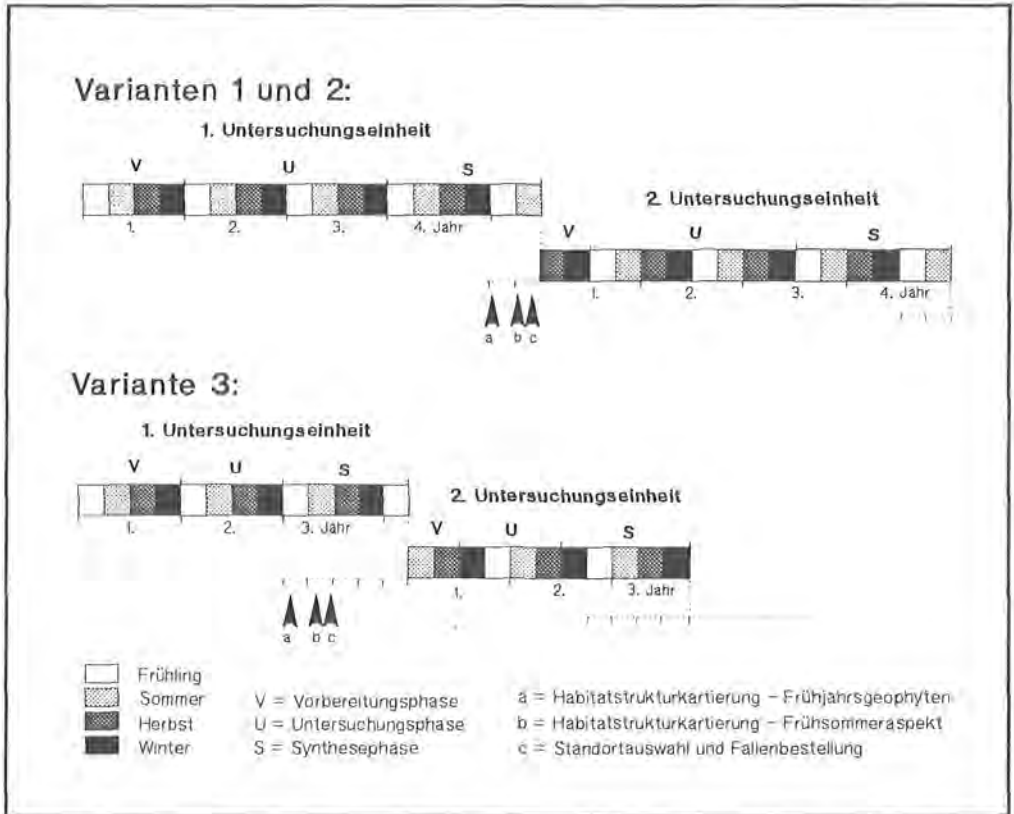 Varianten 1 und 2:
1. Untersuchungseinheit
V U S
1. 2. 3. 4. Jahr
2. Untersuchungseinheit
V U S
1. 2. 3. 4. Jahr
a b c
Variante 3:
1. Untersuchungseinheit
V U S
1. 2. 3. Jahr
2. Untersuchungseinheit
V U S
1. 2. 3. Jahr
a b c
Frühling
Sommer
Herbst
Winter
V = Vorbereitungsphase
U = Untersuchungsphase
S = Synthesephase
a = Habitatstrukturkartierung – Frühjahrsgeophyten
b = Habitatstrukturkartierung – Frühsommeraspekt
c = Standortauswahl und Fallenbestellung